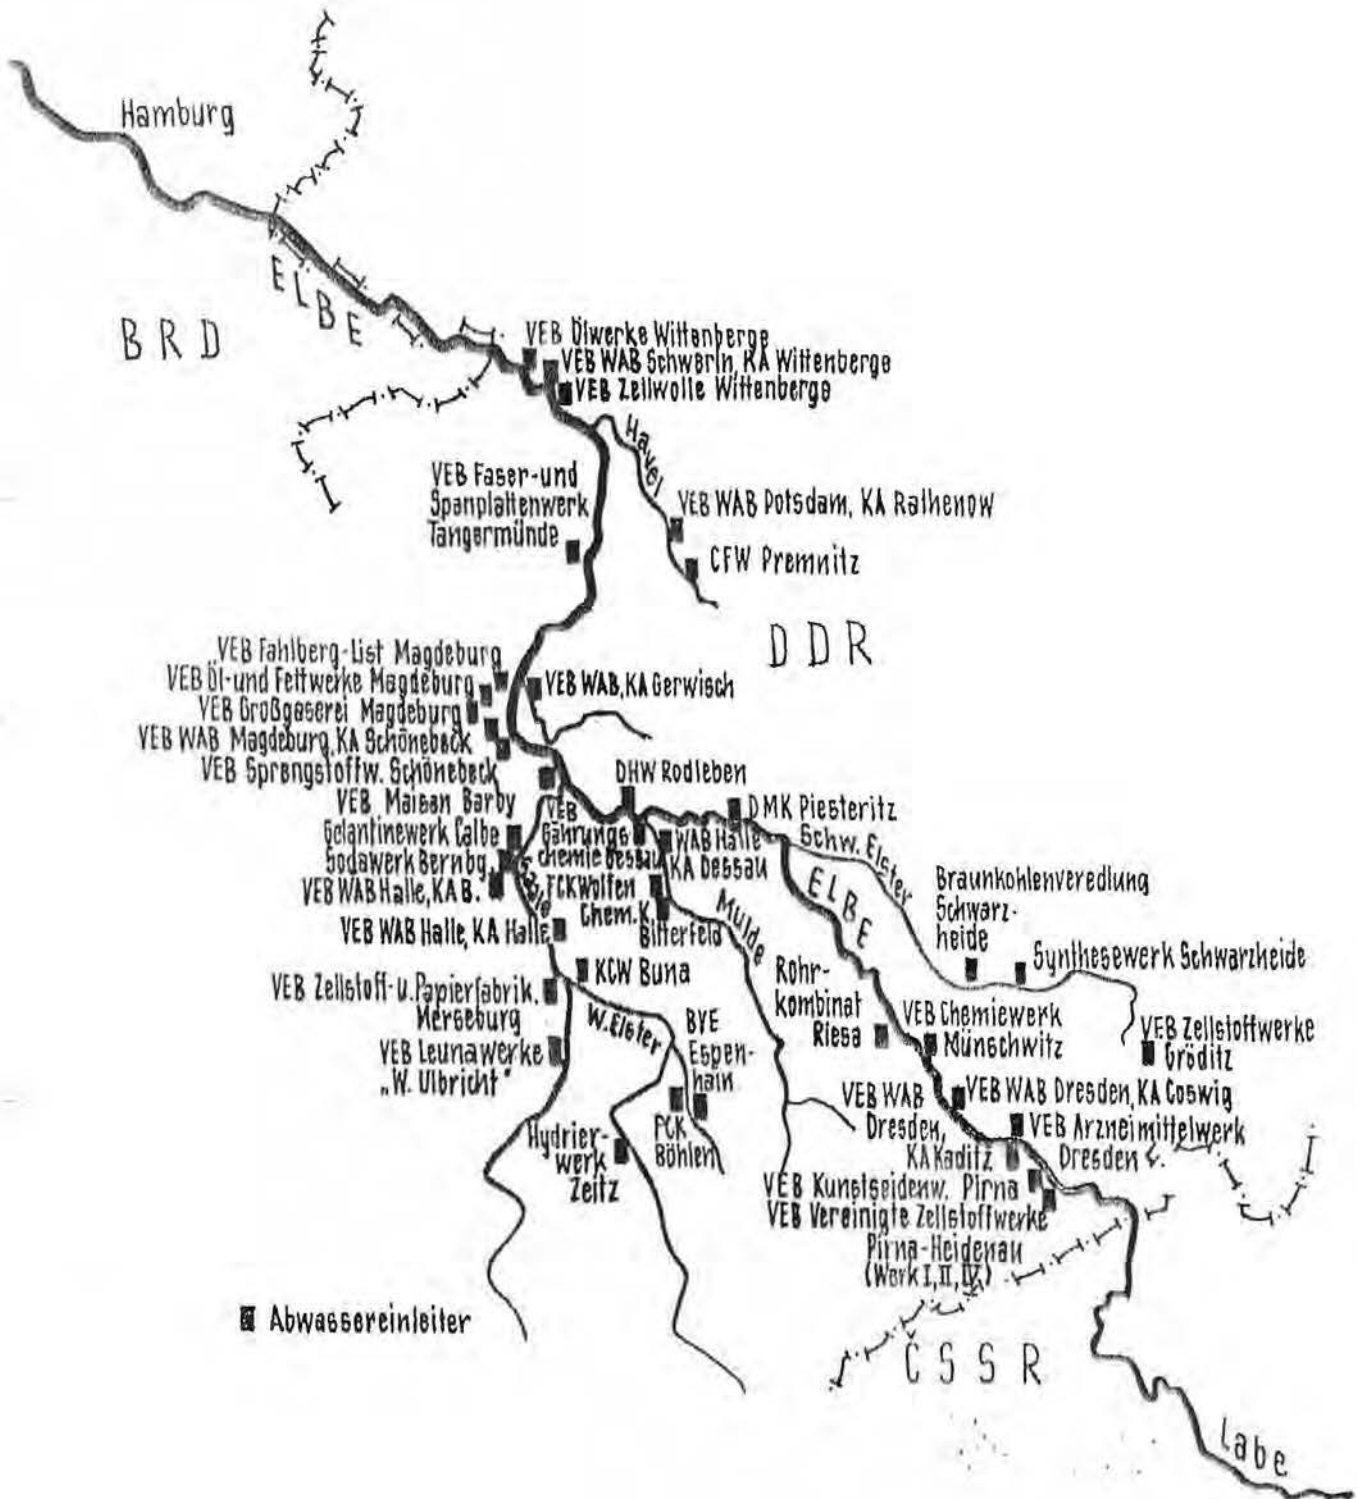 Hamburg
ELBE
BRD
VEB Ölwerke Wittenberge
VEB WAB Schwerin, KA Wittenberge
VEB Zellwolle Wittenberge
Havel
VEB Faser-und
Spanplattenwerk
Tangermünde
VEB WAB Potsdam, KA Rathenow
CFW Premnitz
DDR
VEB Fahlberg-List Magdeburg
VEB Öl-und Fettwerke Magdeburg
VEB WAB, KA Gerwisch
VEB Großgaserei Magdeburg
VEB WAB Magdeburg, KA Schönebeck
VEB Sprengstoffw. Schönebeck
DHW Rodleben
VEB Maisan Barby
VEB
Gährungs
chemie Dessau
DMK Piesteritz
Gelantinewerk Calbe
WAB Halle
KA Dessau
Schw. Elster
Sodawerk Bernbg.
VEB WAB Halle, KA B.
Saale
FCK Wolfen
Chem. K.
Bitterfeld
Mulde
ELBE
Braunkohlenveredlung
Schwarz-
heide
VEB WAB Halle, KA Halle
Synthesewerk Schwarzheide
KCW Buna
VEB Zellstoff- u. Papierfabrik.
Merseburg
W. Elster
BVE
Espen-
hain
Rohr-
kombinat
Riesa
VEB Chemiewerk
Münschwitz
VEB Zellstoffwerke
Gröditz
VEB Leunawerke
„W. Ulbricht"
VEB WAB Dresden, KA Coswig
VEB WAB
Dresden,
KA Kaditz
VEB Arzneimittelwerk
Dresden
Hydrier-
werk
Zeitz
PCK
Böhlen
VEB Kunstseidenw. Pirna
VEB Vereinigte Zellstoffwerke
Pirna-Heidenau
(Werk I, II, IV)
Abwassereinleiter
ČSSR
Labe